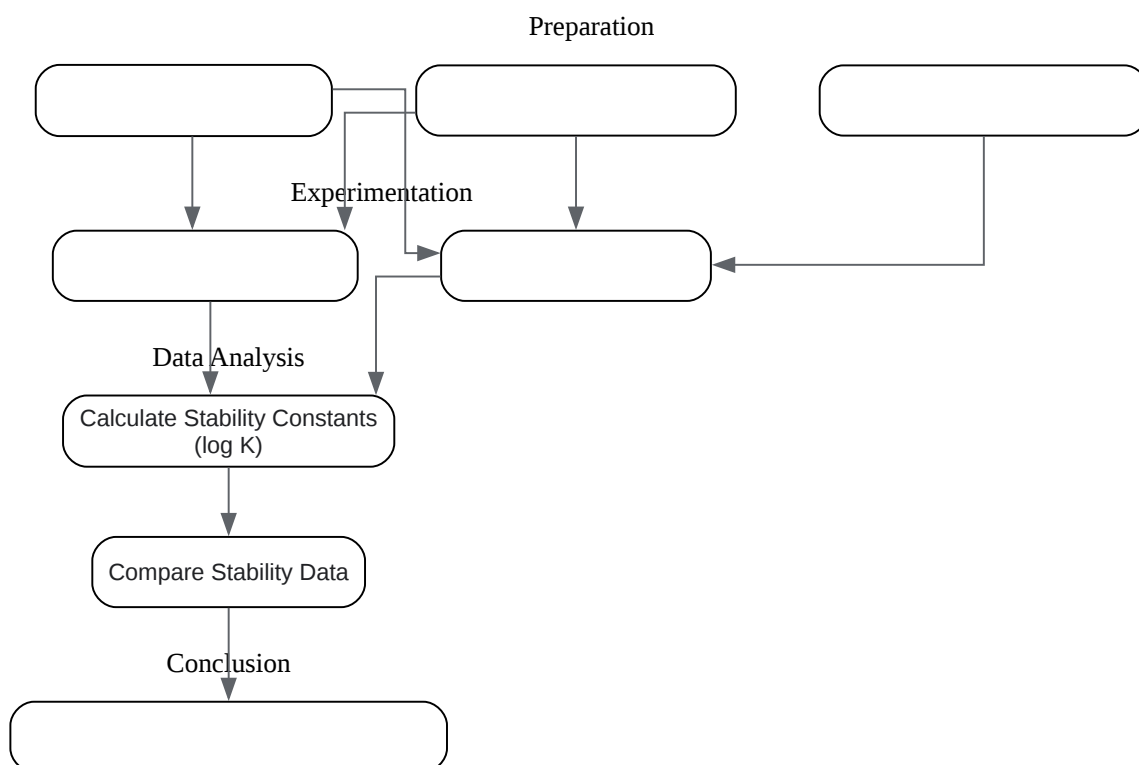 Preparation
Experimentation
Data Analysis
Calculate Stability Constants
(log K)
Compare Stability Data
Conclusion